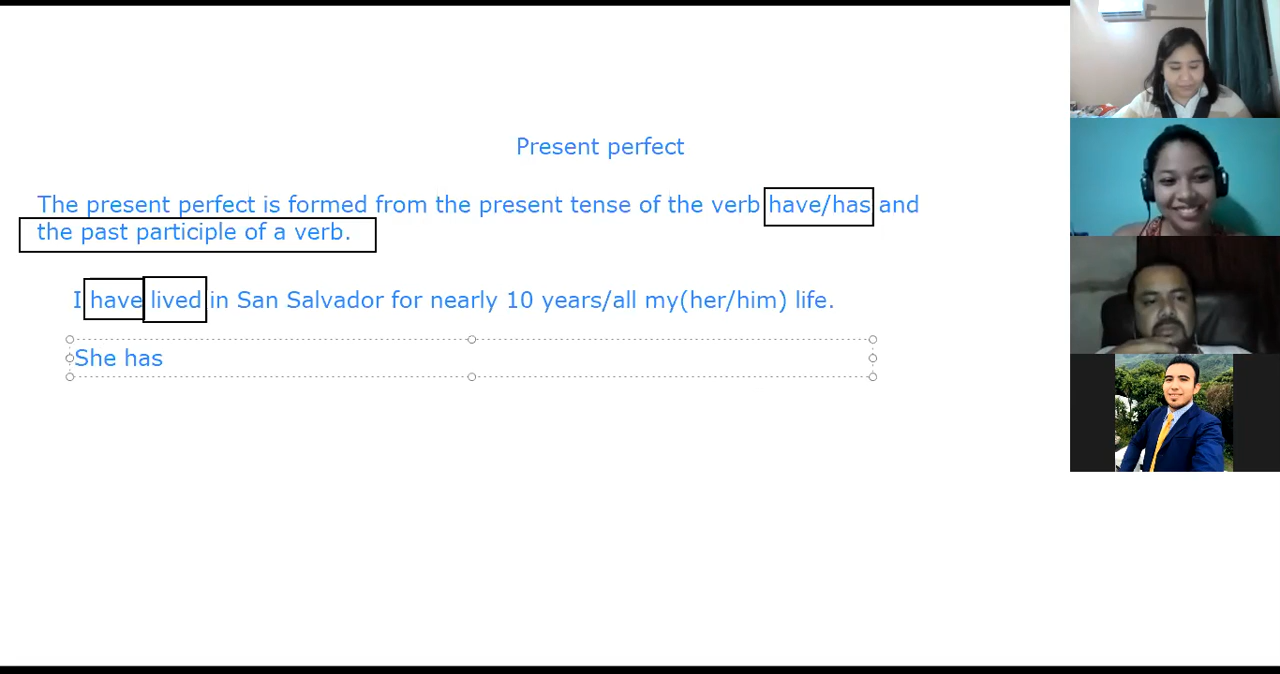 Present perfect
The present perfect is formed from the present tense of the verb have/has and
the past participle of a verb.
I have lived in San Salvador for nearly 10 years/all my(her/him) life.
She has